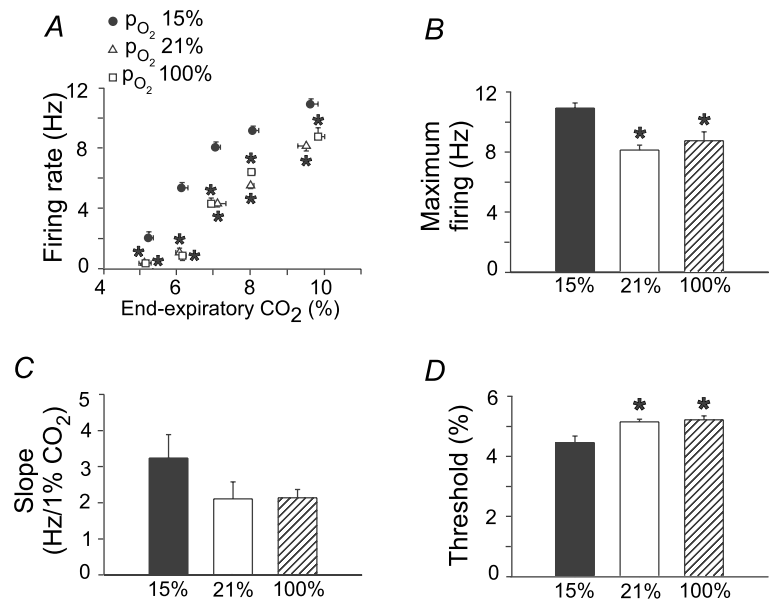 A
● pO2 15%
△ pO2 21%
□ pO2 100%
Firing rate (Hz)
12
8
4
0
4 6 8 10
End-expiratory CO2 (%)
* * * * * * * * * *
B
Maximum
firing (Hz)
12
8
4
0
* *
15% 21% 100%
C
Slope
(Hz/1% CO2)
5
4
3
2
1
0
15% 21% 100%
D
Threshold (%)
6
4
2
0
* *
15% 21% 100%